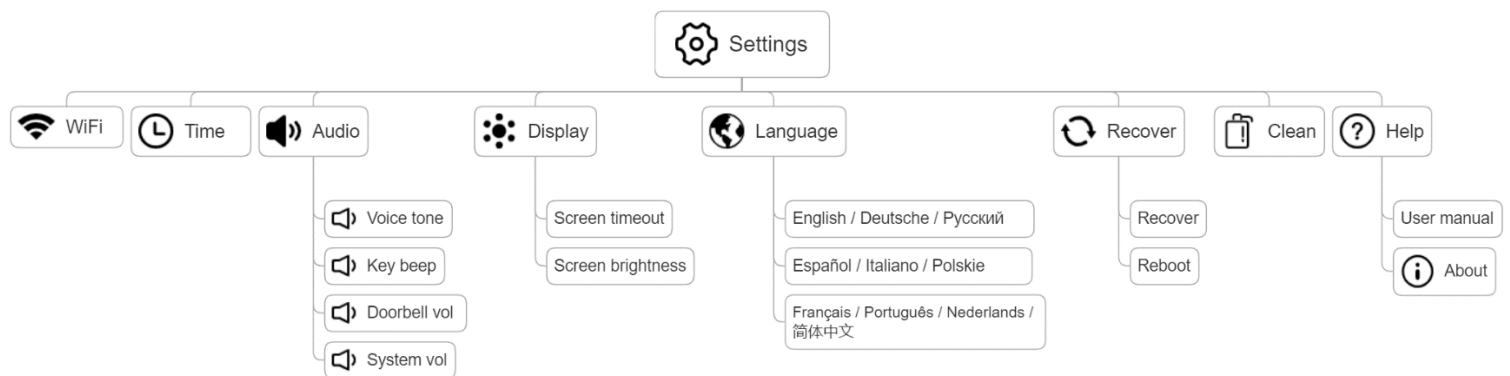 Settings
WiFi
Time
Audio
Display
Language
Recover
Clean
Help
Voice tone
Key beep
Doorbell vol
System vol
Screen timeout
Screen brightness
English / Deutsche / Русский
Español / Italiano / Polskie
Français / Português / Nederlands /
简体中文
Recover
Reboot
User manual
About